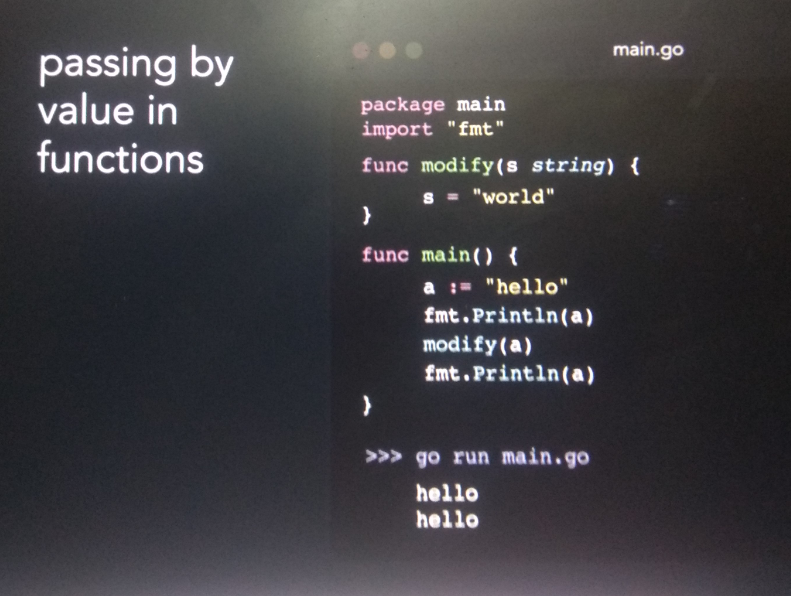 passing by
value in
functions
main.go
package main
import "fmt"
func modify(s string) {
s = "world"
}
func main() {
a := "hello"
fmt.Println(a)
modify(a)
fmt.Println(a)
}
>>> go run main.go
hello
hello